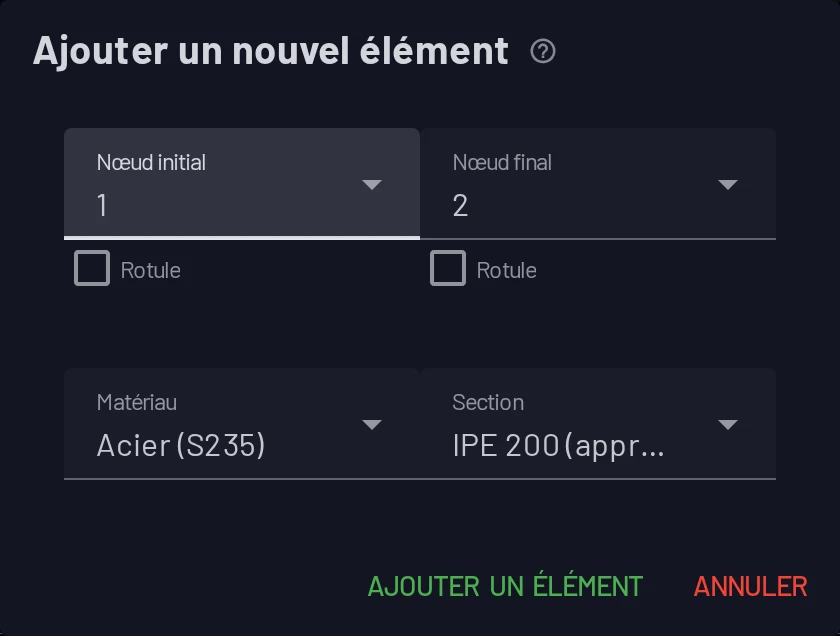 Ajouter un nouvel élément ?
Nœud initial
1
Nœud final
2
Rotule
Rotule
Matériau
Acier (S235)
Section
IPE 200 (appr...
AJOUTER UN ÉLÉMENT
ANNULER